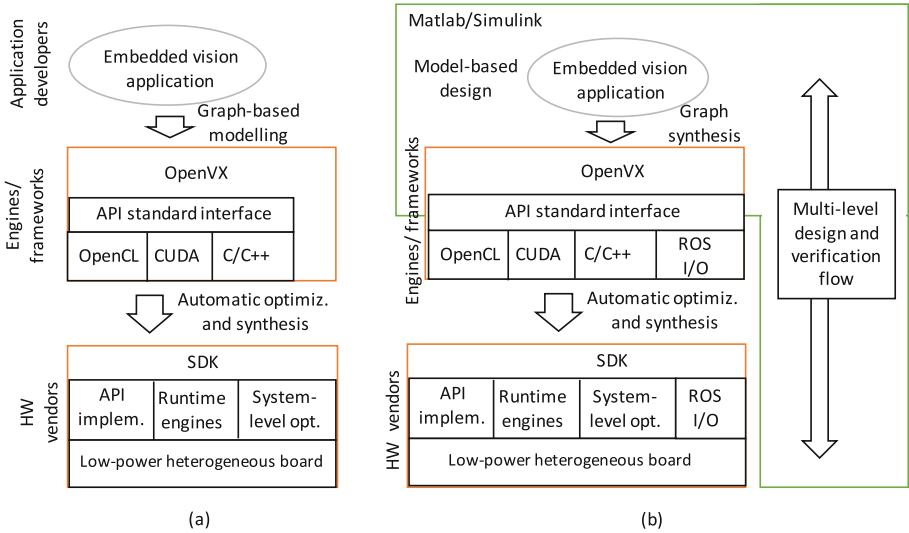 Application
developers
Embedded vision
application
Graph-based
modelling
Engines/
frameworks
OpenVX
API standard interface
OpenCL
CUDA
C/C++
Automatic optimiz.
and synthesis
HW
vendors
SDK
API
implem.
Runtime
engines
System-
level opt.
Low-power heterogeneous board
(a)
Matlab/Simulink
Model-based
design
Embedded vision
application
Graph
synthesis
Engines/ frameworks
OpenVX
API standard interface
OpenCL
CUDA
C/C++
ROS
I/O
Automatic optimiz.
and synthesis
HW vendors
SDK
API
implem.
Runtime
engines
System-
level opt.
ROS
I/O
Low-power heterogeneous board
Multi-level
design and
verification
flow
(b)